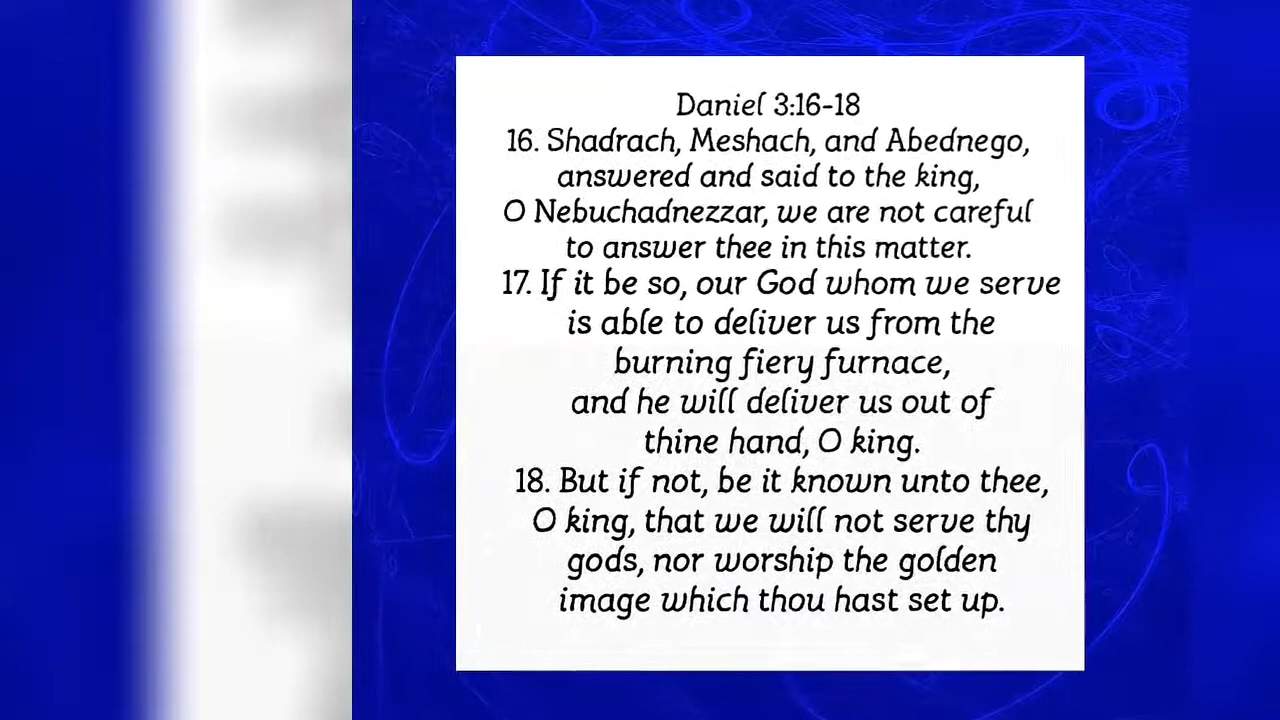 Daniel 3:16-18
16. Shadrach, Meshach, and Abednego,
answered and said to the king,
O Nebuchadnezzar, we are not careful
to answer thee in this matter.
17. If it be so, our God whom we serve
is able to deliver us from the
burning fiery furnace,
and he will deliver us out of
thine hand, O king.
18. But if not, be it known unto thee,
O king, that we will not serve thy
gods, nor worship the golden
image which thou hast set up.